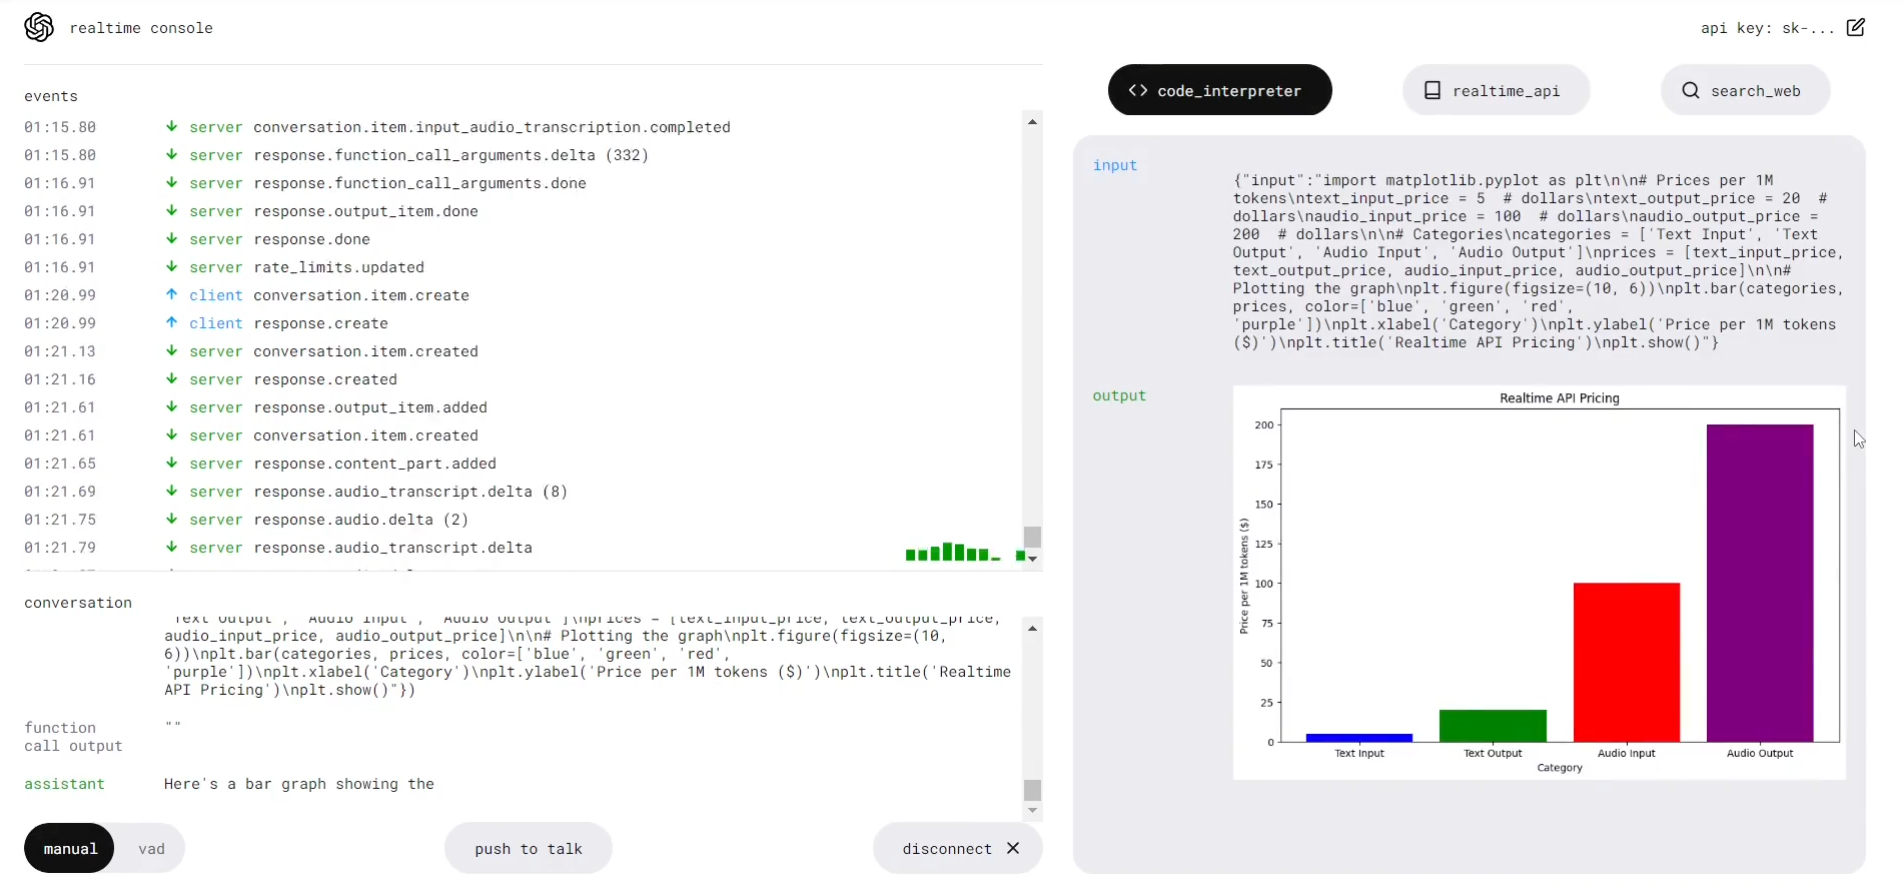 realtime console
api key: sk-...
events
01:15.80 ↓ server conversation.item.input_audio_transcription.completed
01:15.80 ↓ server response.function_call_arguments.delta (332)
01:16.91 ↓ server response.function_call_arguments.done
01:16.91 ↓ server response.output_item.done
01:16.91 ↓ server response.done
01:16.91 ↓ server rate_limits.updated
01:20.99 ↑ client conversation.item.create
01:20.99 ↑ client response.create
01:21.13 ↓ server conversation.item.created
01:21.16 ↓ server response.created
01:21.61 ↓ server response.output_item.added
01:21.61 ↓ server conversation.item.created
01:21.65 ↓ server response.content_part.added
01:21.69 ↓ server response.audio_transcript.delta (8)
01:21.75 ↓ server response.audio.delta (2)
01:21.79 ↓ server response.audio_transcript.delta
conversation
'Text Output', 'Audio Input', 'Audio Output']\nprices = [text_input_price, text_output_price,
audio_input_price, audio_output_price]\n\n# Plotting the graph\nplt.figure(figsize=(10,
6))\nplt.bar(categories, prices, color=['blue', 'green', 'red',
'purple'])\nplt.xlabel('Category')\nplt.ylabel('Price per 1M tokens ($)')\nplt.title('Realtime
API Pricing')\nplt.show()"})
function
call output
""
assistant Here's a bar graph showing the
manual
vad
push to talk
disconnect
code_interpreter
realtime_api
search_web
input
{"input":"import matplotlib.pyplot as plt\n\n# Prices per 1M
tokens\ntext_input_price = 5  # dollars\ntext_output_price = 20  #
dollars\naudio_input_price = 100  # dollars\naudio_output_price =
200  # dollars\n\n# Categories\ncategories = ['Text Input', 'Text
Output', 'Audio Input', 'Audio Output']\nprices = [text_input_price,
text_output_price, audio_input_price, audio_output_price]\n\n#
Plotting the graph\nplt.figure(figsize=(10, 6))\nplt.bar(categories,
prices, color=['blue', 'green', 'red',
'purple'])\nplt.xlabel('Category')\nplt.ylabel('Price per 1M tokens
($)')\nplt.title('Realtime API Pricing')\nplt.show()"}
output
Realtime API Pricing
Price per 1M tokens ($)
200
175
150
125
100
75
50
25
0
Text Input
Text Output
Audio Input
Audio Output
Category